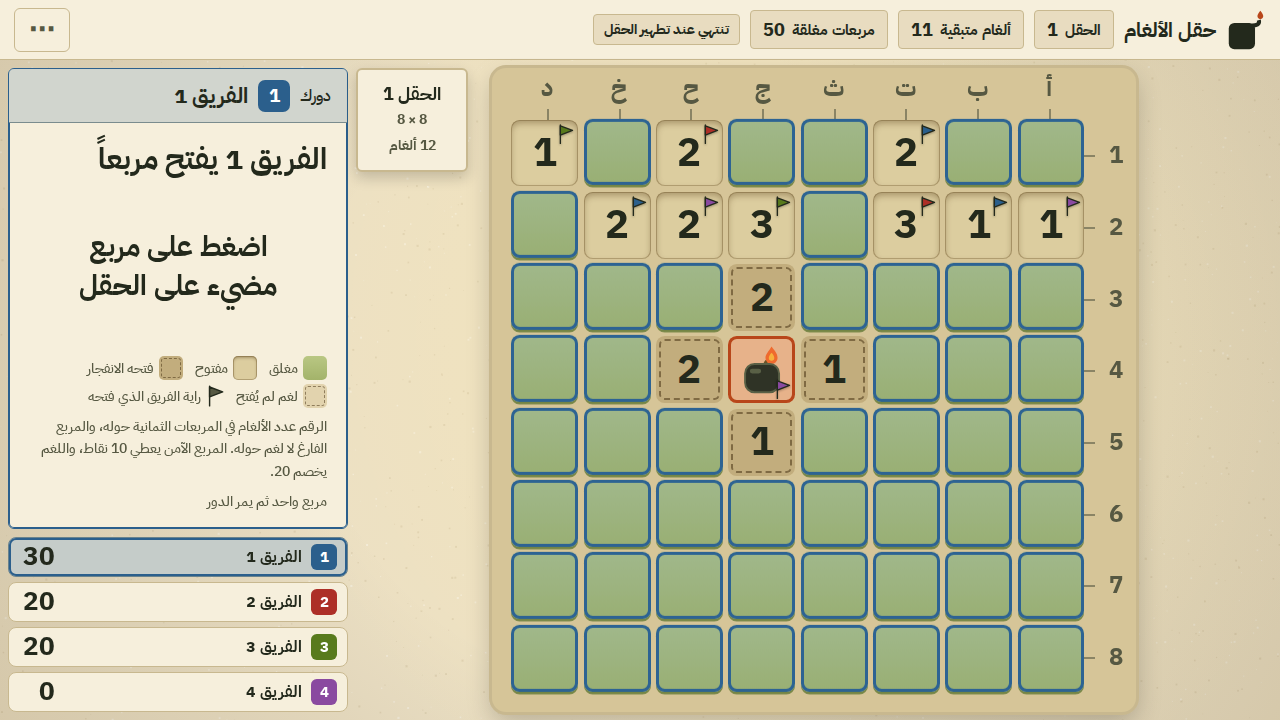 حقل الألغام
الحقل 1
ألغام متبقية 11
مربعات مغلقة 50
تنتهي عند تطهير الحقل
...
أ ب ت ث ج ح خ د
1 2 2 1
2 1 1 3 3 2 2
3 2
4 1 2
5 1
6
7
8
الحقل 1
8 × 8
12 ألغام
دورك 1 الفريق 1
الفريق 1 يفتح مربعاً
اضغط على مربع
مضيء على الحقل
مغلق مفتوح فتحه الانفجار
لغم لم يُفتح راية الفريق الذي فتحه
الرقم عدد الألغام في المربعات الثمانية حوله، والمربع
الفارغ لا لغم حوله. المربع الآمن يعطي 10 نقاط، واللغم
يخصم 20.
مربع واحد ثم يمر الدور
1 الفريق 1 30
2 الفريق 2 20
3 الفريق 3 20
4 الفريق 4 0